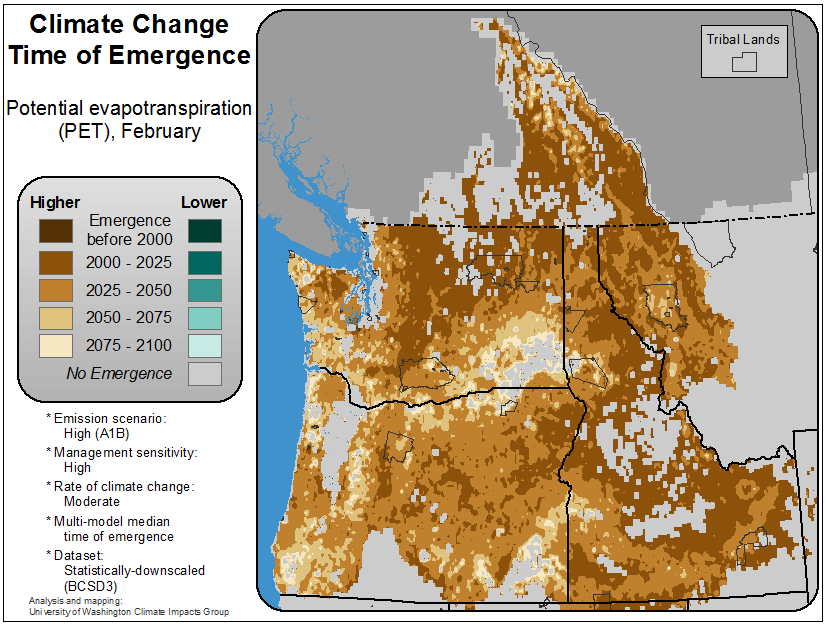 Climate Change
Time of Emergence
Potential evapotranspiration
(PET), February
Higher
Lower
Emergence
before 2000
2000 - 2025
2025 - 2050
2050 - 2075
2075 - 2100
No Emergence
* Emission scenario:
High (A1B)
* Management sensitivity:
High
* Rate of climate change:
Moderate
* Multi-model median
time of emergence
* Dataset:
Statistically-downscaled
(BCSD3)
Analysis and mapping:
University of Washington Climate Impacts Group
Tribal Lands